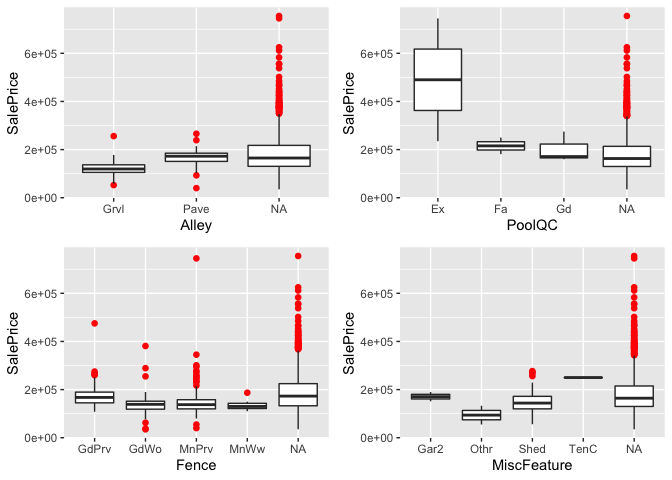 SalePrice
6e+05
4e+05
2e+05
0e+00
Grvl Pave NA
Alley
SalePrice
6e+05
4e+05
2e+05
0e+00
Ex Fa Gd NA
PoolQC
SalePrice
6e+05
4e+05
2e+05
0e+00
GdPrv GdWo MnPrv MnWw NA
Fence
SalePrice
6e+05
4e+05
2e+05
0e+00
Gar2 Othr Shed TenC NA
MiscFeature